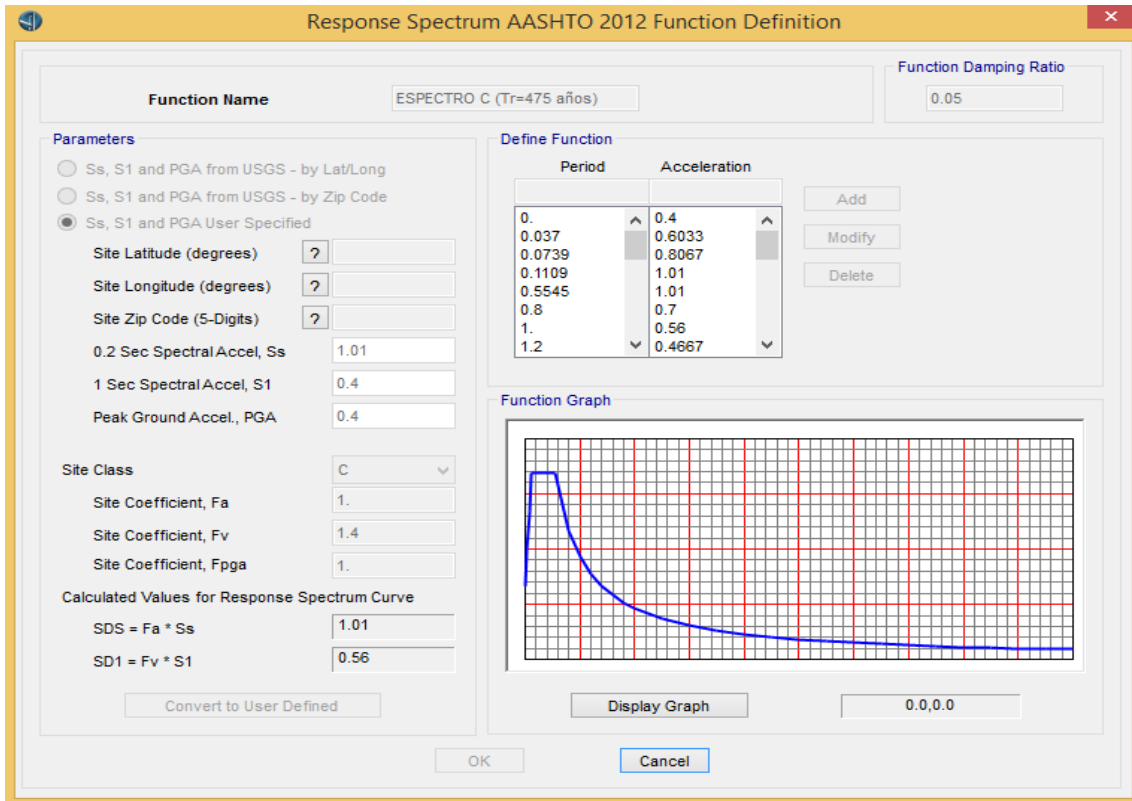 Response Spectrum AASHTO 2012 Function Definition
Function Name
ESPECTRO C (Tr=475 años)
Function Damping Ratio
0.05
Parameters
Ss, S1 and PGA from USGS - by Lat/Long
Ss, S1 and PGA from USGS - by Zip Code
Ss, S1 and PGA User Specified
Site Latitude (degrees) ?
Site Longitude (degrees) ?
Site Zip Code (5-Digits) ?
0.2 Sec Spectral Accel, Ss 1.01
1 Sec Spectral Accel, S1 0.4
Peak Ground Accel., PGA 0.4
Site Class C
Site Coefficient, Fa 1.
Site Coefficient, Fv 1.4
Site Coefficient, Fpga 1.
Calculated Values for Response Spectrum Curve
SDS = Fa * Ss 1.01
SD1 = Fv * S1 0.56
Convert to User Defined
Define Function
Period Acceleration
0. 0.4
0.037 0.6033
0.0739 0.8067
0.1109 1.01
0.5545 1.01
0.8 0.7
1. 0.56
1.2 0.4667
Add
Modify
Delete
Function Graph
Display Graph
0.0,0.0
OK
Cancel